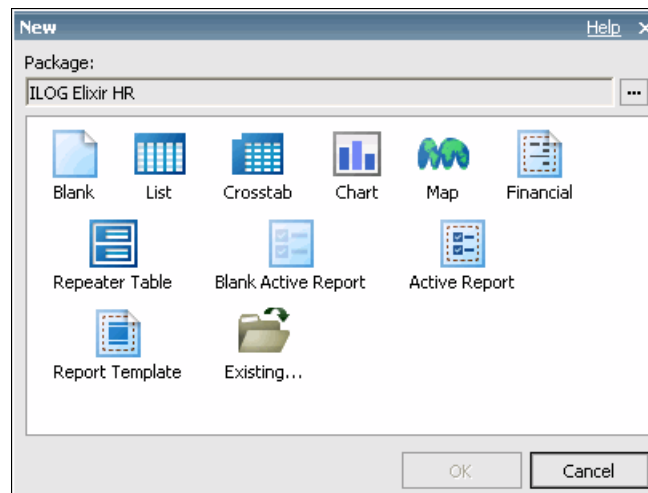 New Help
Package:
ILOG Elixir HR
...
Blank List Crosstab Chart Map Financial
Repeater Table Blank Active Report Active Report
Report Template Existing...
OK Cancel